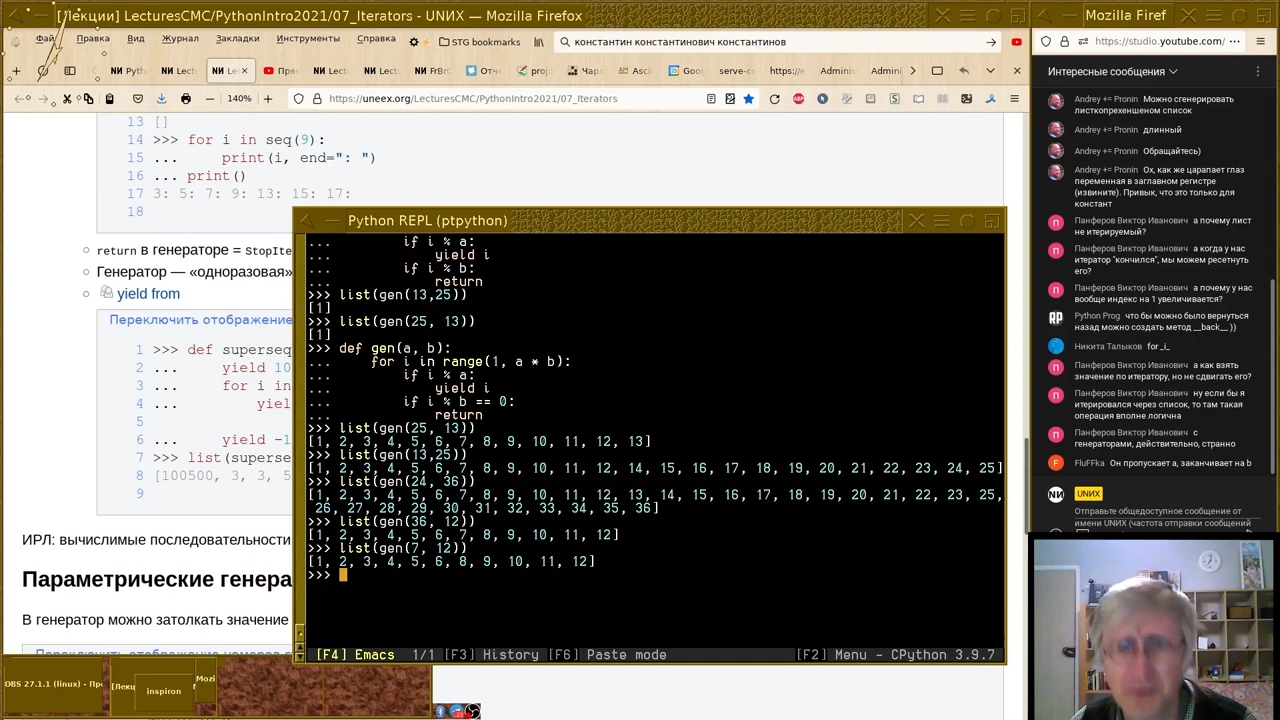 [Лекции] LecturesCMC/PythonIntro2021/07_Iterators - UNИX — Mozilla Firefox
Mozilla Firef
Файл Правка Вид Журнал Закладки Инструменты Справка
STG bookmarks
константин константинович константинов
https://studio.youtube.com/
140%
https://uneex.org/LecturesCMC/PythonIntro2021/07_Iterators
13 []
14 >>> for i in seq(9):
15 ...     print(i, end=": ")
16 ... print()
17 3: 5: 7: 9: 13: 15: 17:
18
return в генераторе = StopIte
Генератор — «одноразовая»
yield from
Переключить отображение
1 >>> def superseq
2 ...     yield 10
3 ...     for i in
4 ...         yiel
6 ...     yield -1
7 >>> list(superse
8 [100500, 3, 3, 5
9
ИРЛ: вычислимые последовательности
Параметрические генера
В генератор можно затолкать значение
Python REPL (ptpython)
...         if i % a:
...             yield i
...         if i % b:
...             return
>>> list(gen(13,25))
[1]
>>> list(gen(25, 13))
[1]
>>> def gen(a, b):
...     for i in range(1, a * b):
...         if i % a:
...             yield i
...         if i % b == 0:
...             return
>>> list(gen(25, 13))
[1, 2, 3, 4, 5, 6, 7, 8, 9, 10, 11, 12, 13]
>>> list(gen(13,25))
[1, 2, 3, 4, 5, 6, 7, 8, 9, 10, 11, 12, 14, 15, 16, 17, 18, 19, 20, 21, 22, 23, 24, 25]
>>> list(gen(24, 36))
[1, 2, 3, 4, 5, 6, 7, 8, 9, 10, 11, 12, 13, 14, 15, 16, 17, 18, 19, 20, 21, 22, 23, 25,
26, 27, 28, 29, 30, 31, 32, 33, 34, 35, 36]
>>> list(gen(36, 12))
[1, 2, 3, 4, 5, 6, 7, 8, 9, 10, 11, 12]
>>> list(gen(7, 12))
[1, 2, 3, 4, 5, 6, 8, 9, 10, 11, 12]
>>>
[F4] Emacs 1/1 [F3] History [F6] Paste mode [F2] Menu - CPython 3.9.7
Интересные сообщения
Andrey += Pronin Можно сгенерировать
листкопрехенном список
Andrey += Pronin длинный
Andrey += Pronin Обращайтесь)
Andrey += Pronin Ох, как же царапает глаз
переменная в заглавном регистре
(извините). Привык, что это только для
констант
Панферов Виктор Иванович а почему лист
не итерируемый?
Панферов Виктор Иванович а когда у нас
итератор "кончился", мы можем ресетнуть
его?
Панферов Виктор Иванович а почему у нас
вообще индекс на 1 увеличивается?
Python Prog что бы можно было вернуться
назад можно создать метод __back__ ))
Никита Талыков for _i_
Панферов Виктор Иванович а как взять
значение по итератору, но не сдвигать его?
Панферов Виктор Иванович ну если бы я
итерировался через список, то там такая
операция вполне логична
Панферов Виктор Иванович с
генераторами, действительно, странно
FluFFka Он пропускает a, заканчивает на b
UNИX
Отправьте общедоступное сообщение от
имени UNИX (частота отправки сообщений
OBS 27.1.1 (linux) - Про
[Лекц
inspiron
Mozi